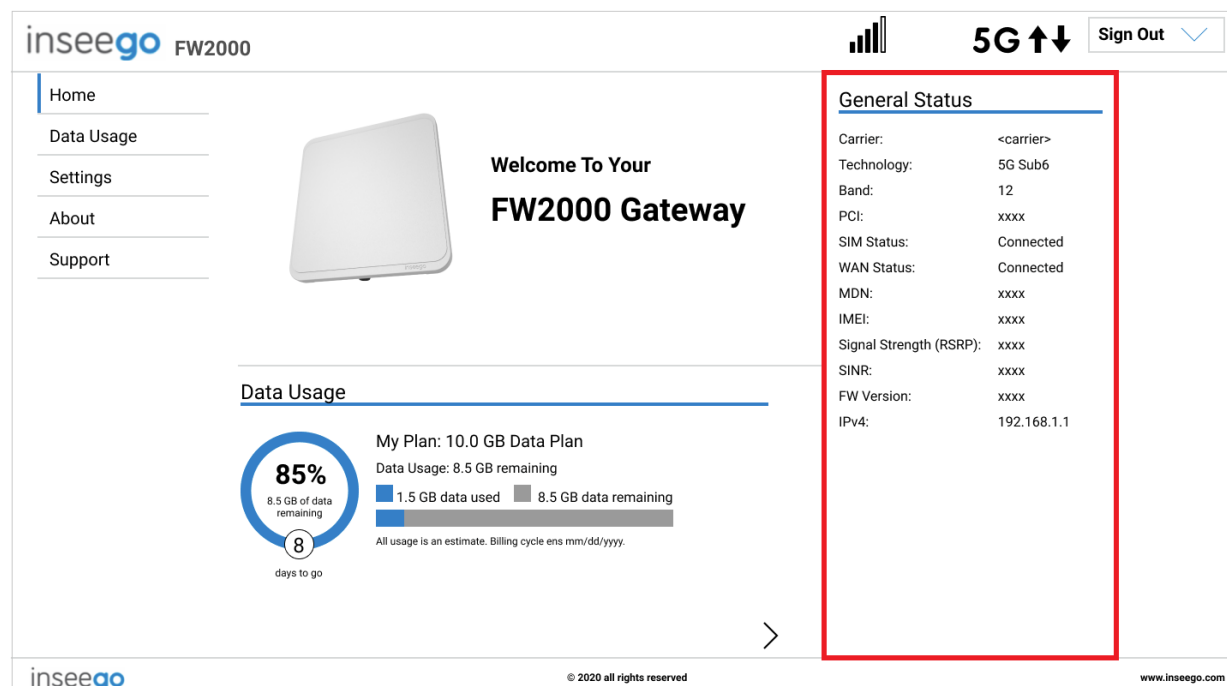 inseego FW2000
5G
Sign Out
Home
Data Usage
Settings
About
Support
inseego
Welcome To Your
FW2000 Gateway
General Status
Carrier: <carrier>
Technology: 5G Sub6
Band: 12
PCI: xxxx
SIM Status: Connected
WAN Status: Connected
MDN: xxxx
IMEI: xxxx
Signal Strength (RSRP): xxxx
SINR: xxxx
FW Version: xxxx
IPv4: 192.168.1.1
Data Usage
85%
8.5 GB of data
remaining
8
days to go
My Plan: 10.0 GB Data Plan
Data Usage: 8.5 GB remaining
1.5 GB data used 8.5 GB data remaining
All usage is an estimate. Billing cycle ens mm/dd/yyyy.
inseego
© 2020 all rights reserved
www.inseego.com